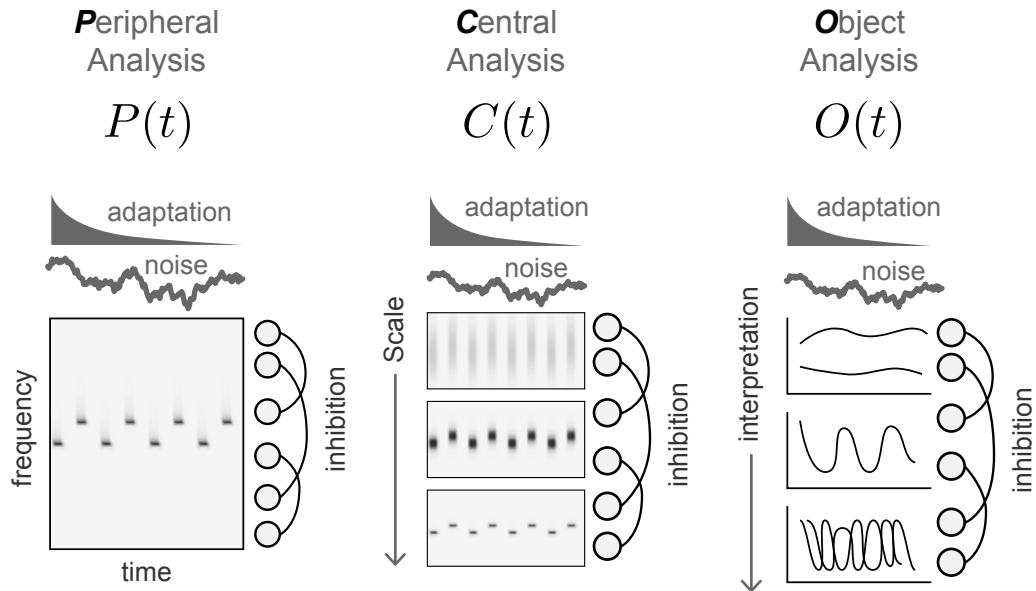 Peripheral
Analysis
P(t)
adaptation
noise
frequency
inhibition
time
Central
Analysis
C(t)
adaptation
noise
Scale
inhibition
Object
Analysis
O(t)
adaptation
noise
interpretation
inhibition